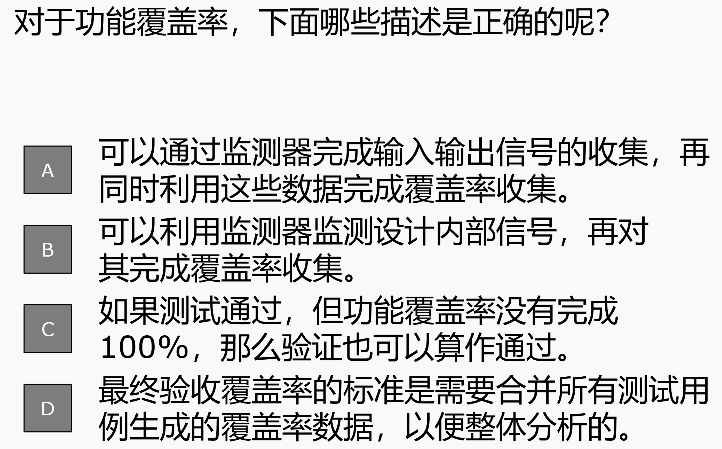 对于功能覆盖率，下面哪些描述是正确的呢？
A 可以通过监测器完成输入输出信号的收集，再
同时利用这些数据完成覆盖率收集。
B 可以利用监测器监测设计内部信号，再对
其完成覆盖率收集。
C 如果测试通过，但功能覆盖率没有完成
100%，那么验证也可以算作通过。
D 最终验收覆盖率的标准是需要合并所有测试用
例生成的覆盖率数据，以便整体分析的。